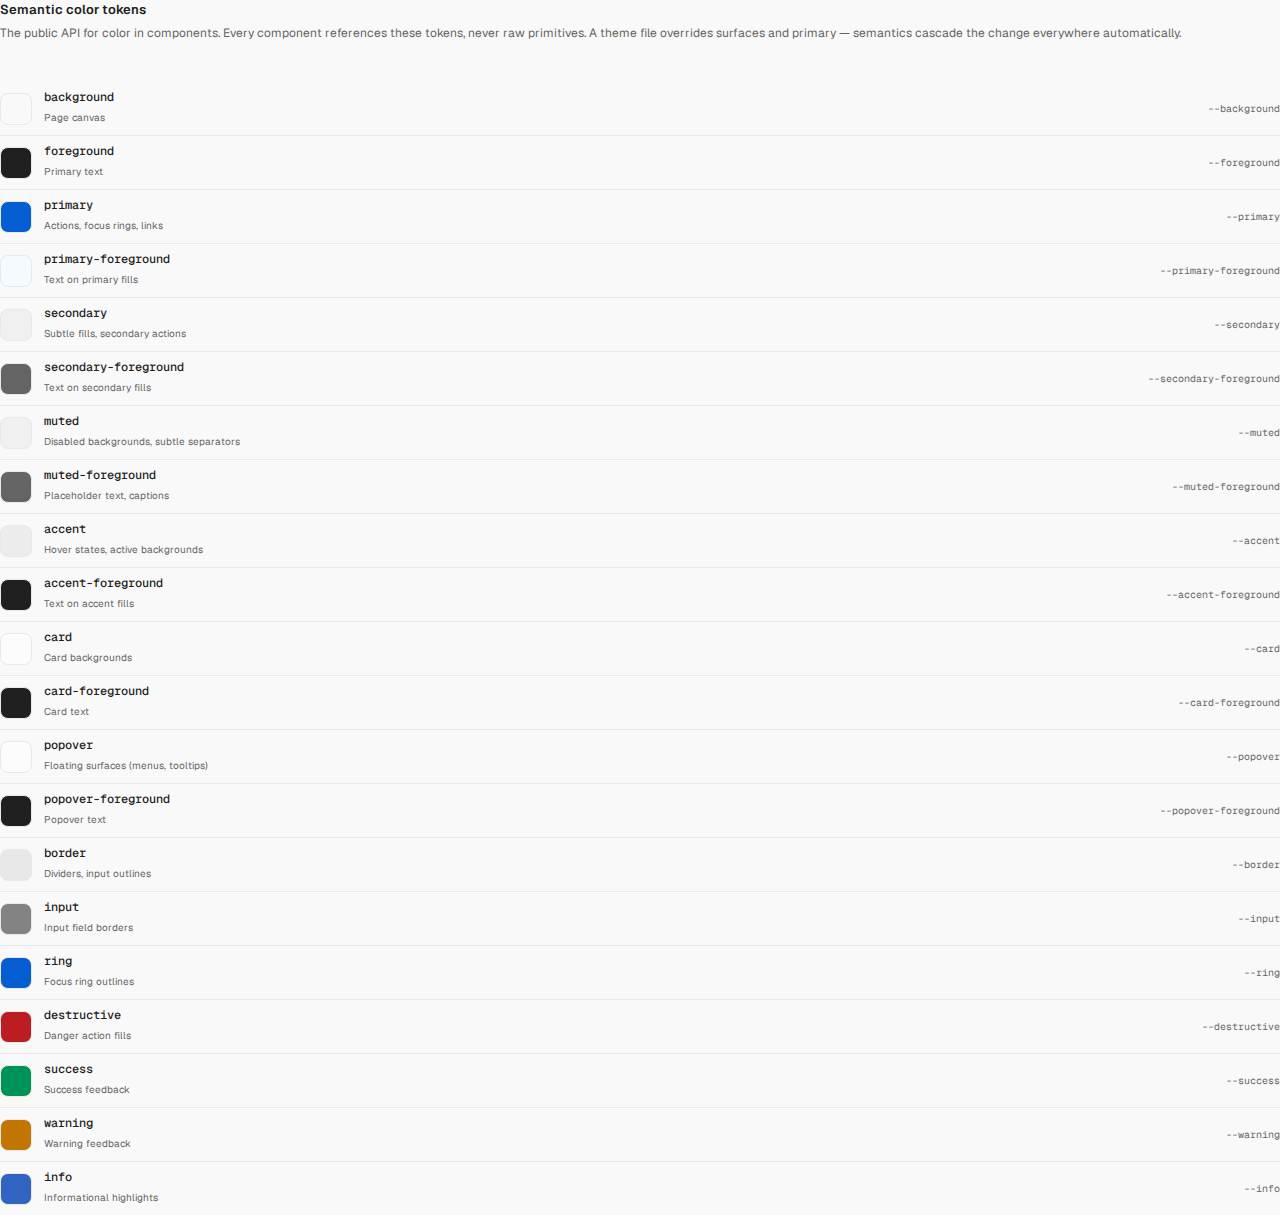 Semantic color tokens
The public API for color in components. Every component references these tokens, never raw primitives. A theme file overrides surfaces and primary — semantics cascade the change everywhere automatically.
background
Page canvas
--background
foreground
Primary text
--foreground
primary
Actions, focus rings, links
--primary
primary-foreground
Text on primary fills
--primary-foreground
secondary
Subtle fills, secondary actions
--secondary
secondary-foreground
Text on secondary fills
--secondary-foreground
muted
Disabled backgrounds, subtle separators
--muted
muted-foreground
Placeholder text, captions
--muted-foreground
accent
Hover states, active backgrounds
--accent
accent-foreground
Text on accent fills
--accent-foreground
card
Card backgrounds
--card
card-foreground
Card text
--card-foreground
popover
Floating surfaces (menus, tooltips)
--popover
popover-foreground
Popover text
--popover-foreground
border
Dividers, input outlines
--border
input
Input field borders
--input
ring
Focus ring outlines
--ring
destructive
Danger action fills
--destructive
success
Success feedback
--success
warning
Warning feedback
--warning
info
Informational highlights
--info